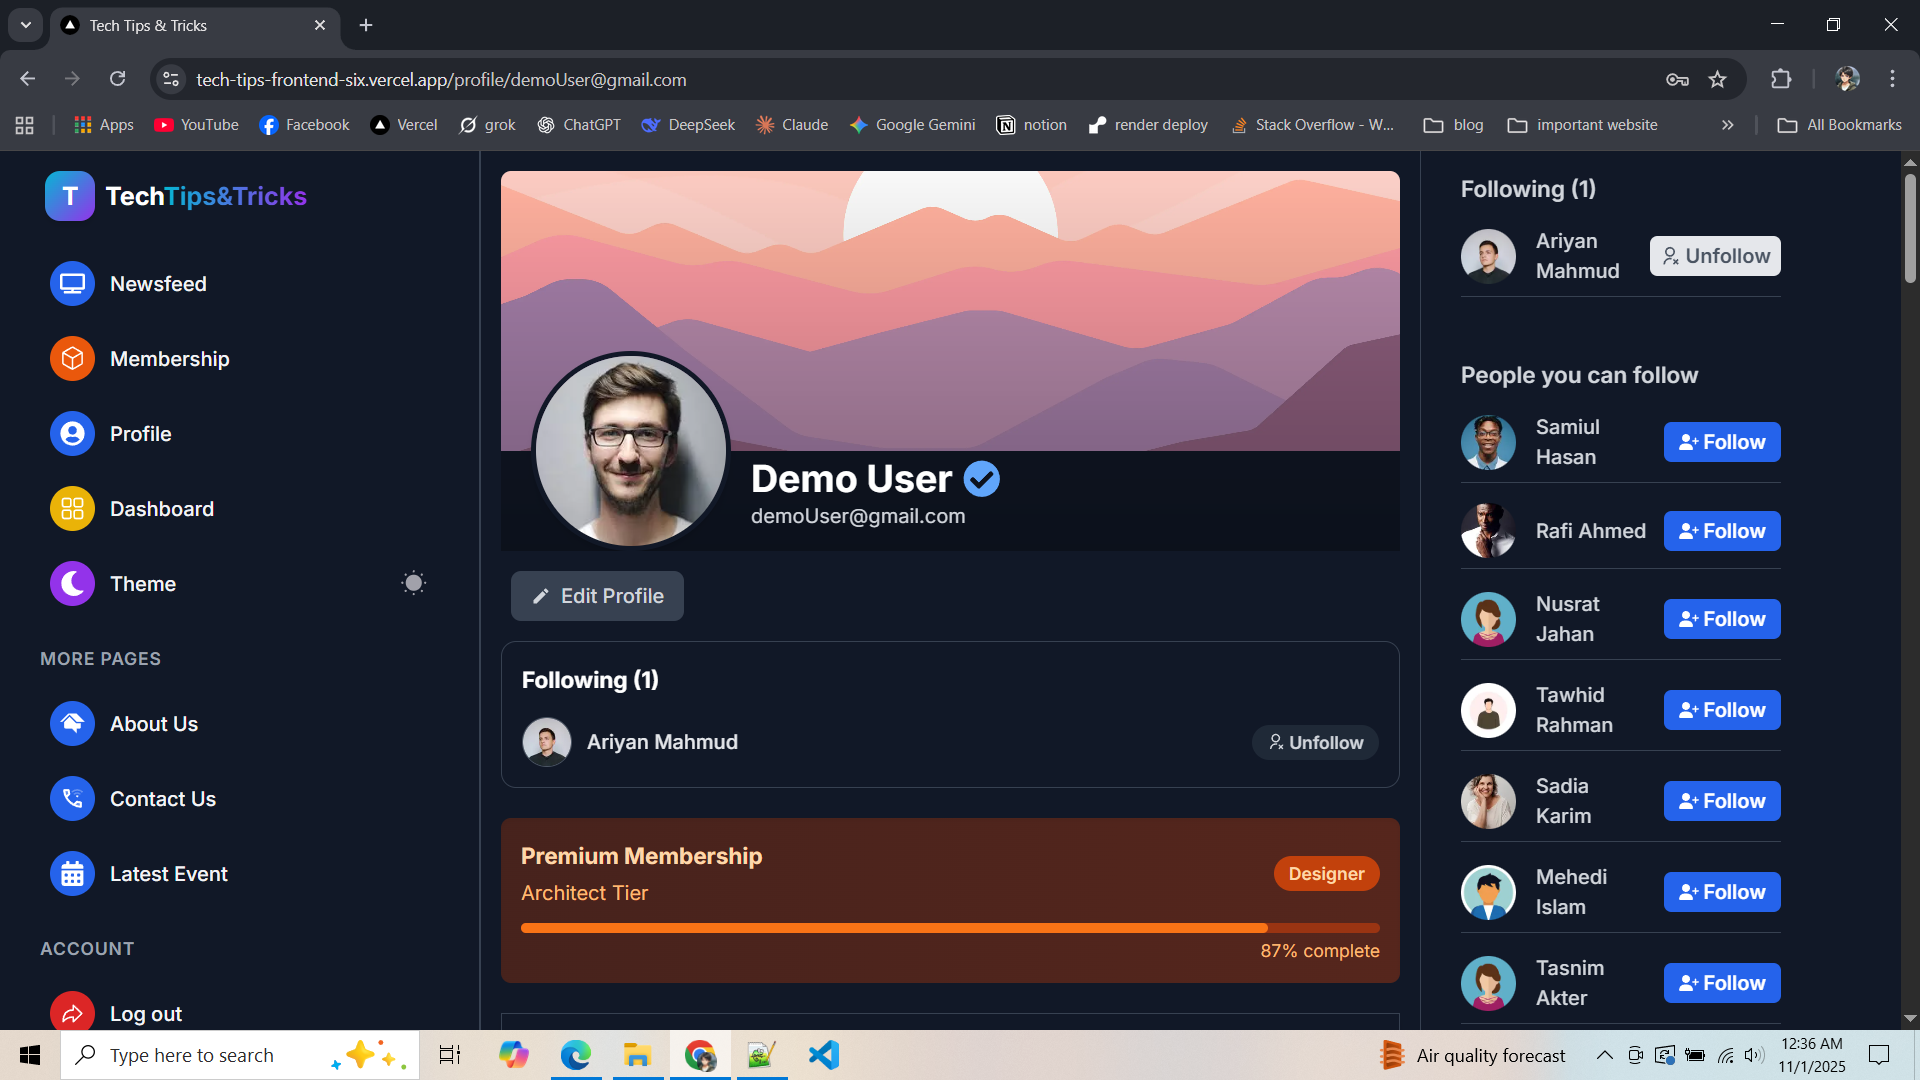 Tech Tips & Tricks
tech-tips-frontend-six.vercel.app/profile/demoUser@gmail.com
Apps
YouTube
Facebook
Vercel
grok
ChatGPT
DeepSeek
Claude
Google Gemini
notion
render deploy
Stack Overflow - W...
blog
important website
All Bookmarks
T
TechTips&Tricks
Newsfeed
Membership
Profile
Dashboard
Theme
MORE PAGES
About Us
Contact Us
Latest Event
ACCOUNT
Log out
Demo User
demoUser@gmail.com
Edit Profile
Following (1)
Ariyan Mahmud
Unfollow
Premium Membership
Architect Tier
Designer
87% complete
Following (1)
Ariyan
Mahmud
Unfollow
People you can follow
Samiul
Hasan
Follow
Rafi Ahmed
Follow
Nusrat
Jahan
Follow
Tawhid
Rahman
Follow
Sadia
Karim
Follow
Mehedi
Islam
Follow
Tasnim
Akter
Follow
Type here to search
Air quality forecast
12:36 AM
11/1/2025